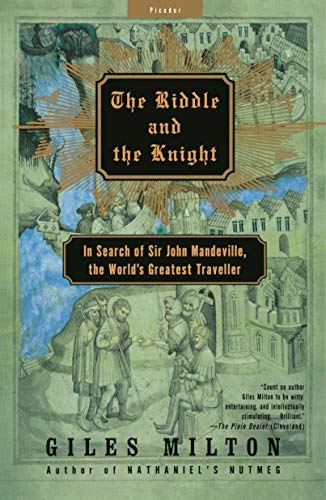 Picador
The Riddle
and
the Knight
In Search of Sir John Mandeville,
the World's Greatest Traveller
"Count on author
Giles Milton to be witty,
entertaining, and intellectually
stimulating.... Brilliant."
—The Plain Dealer (Cleveland)
GILES MILTON
Author of NATHANIEL'S NUTMEG